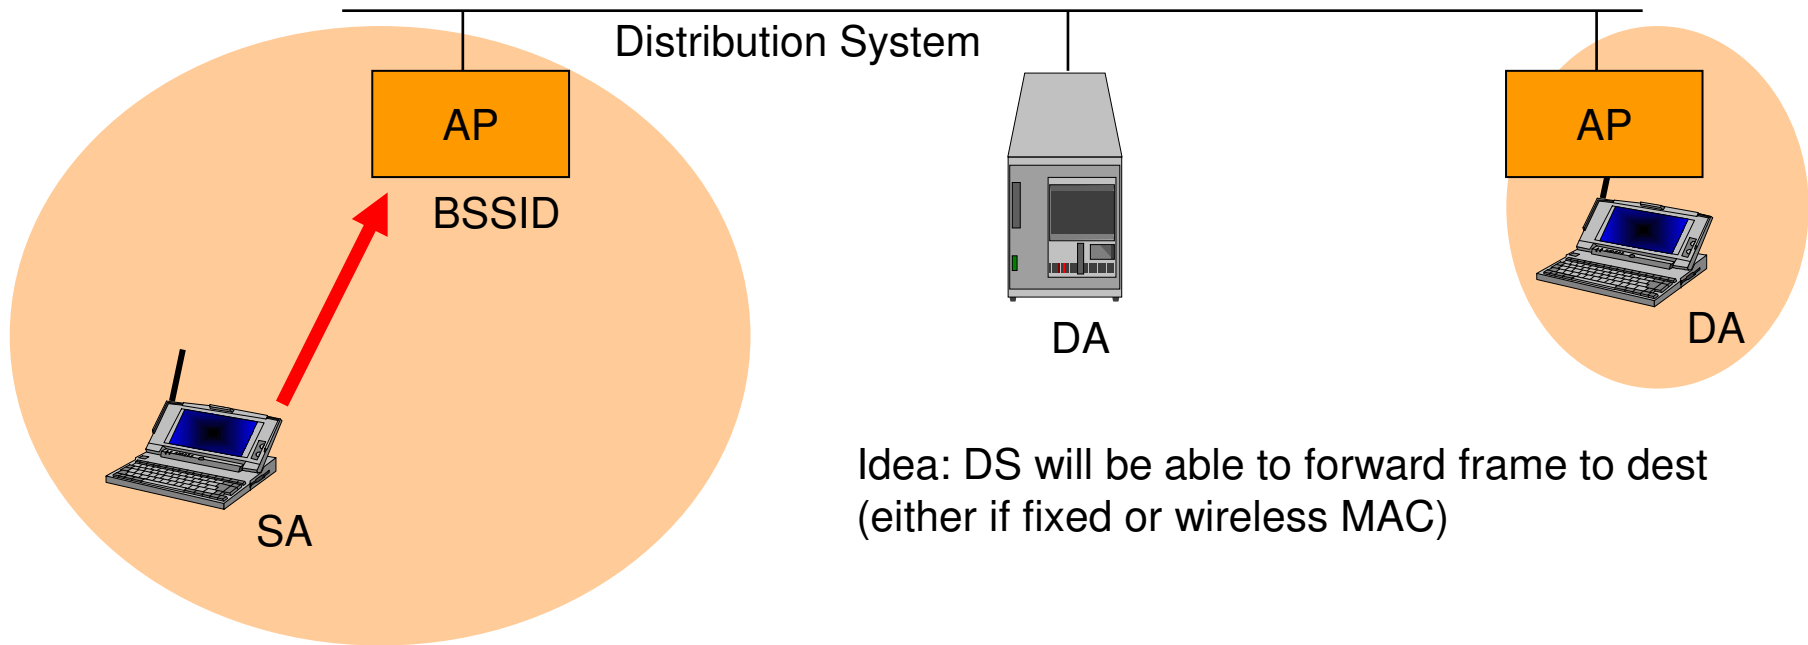 Distribution System
AP
AP
BSSID
DA
DA
SA
Idea: DS will be able to forward frame to dest
(either if fixed or wireless MAC)